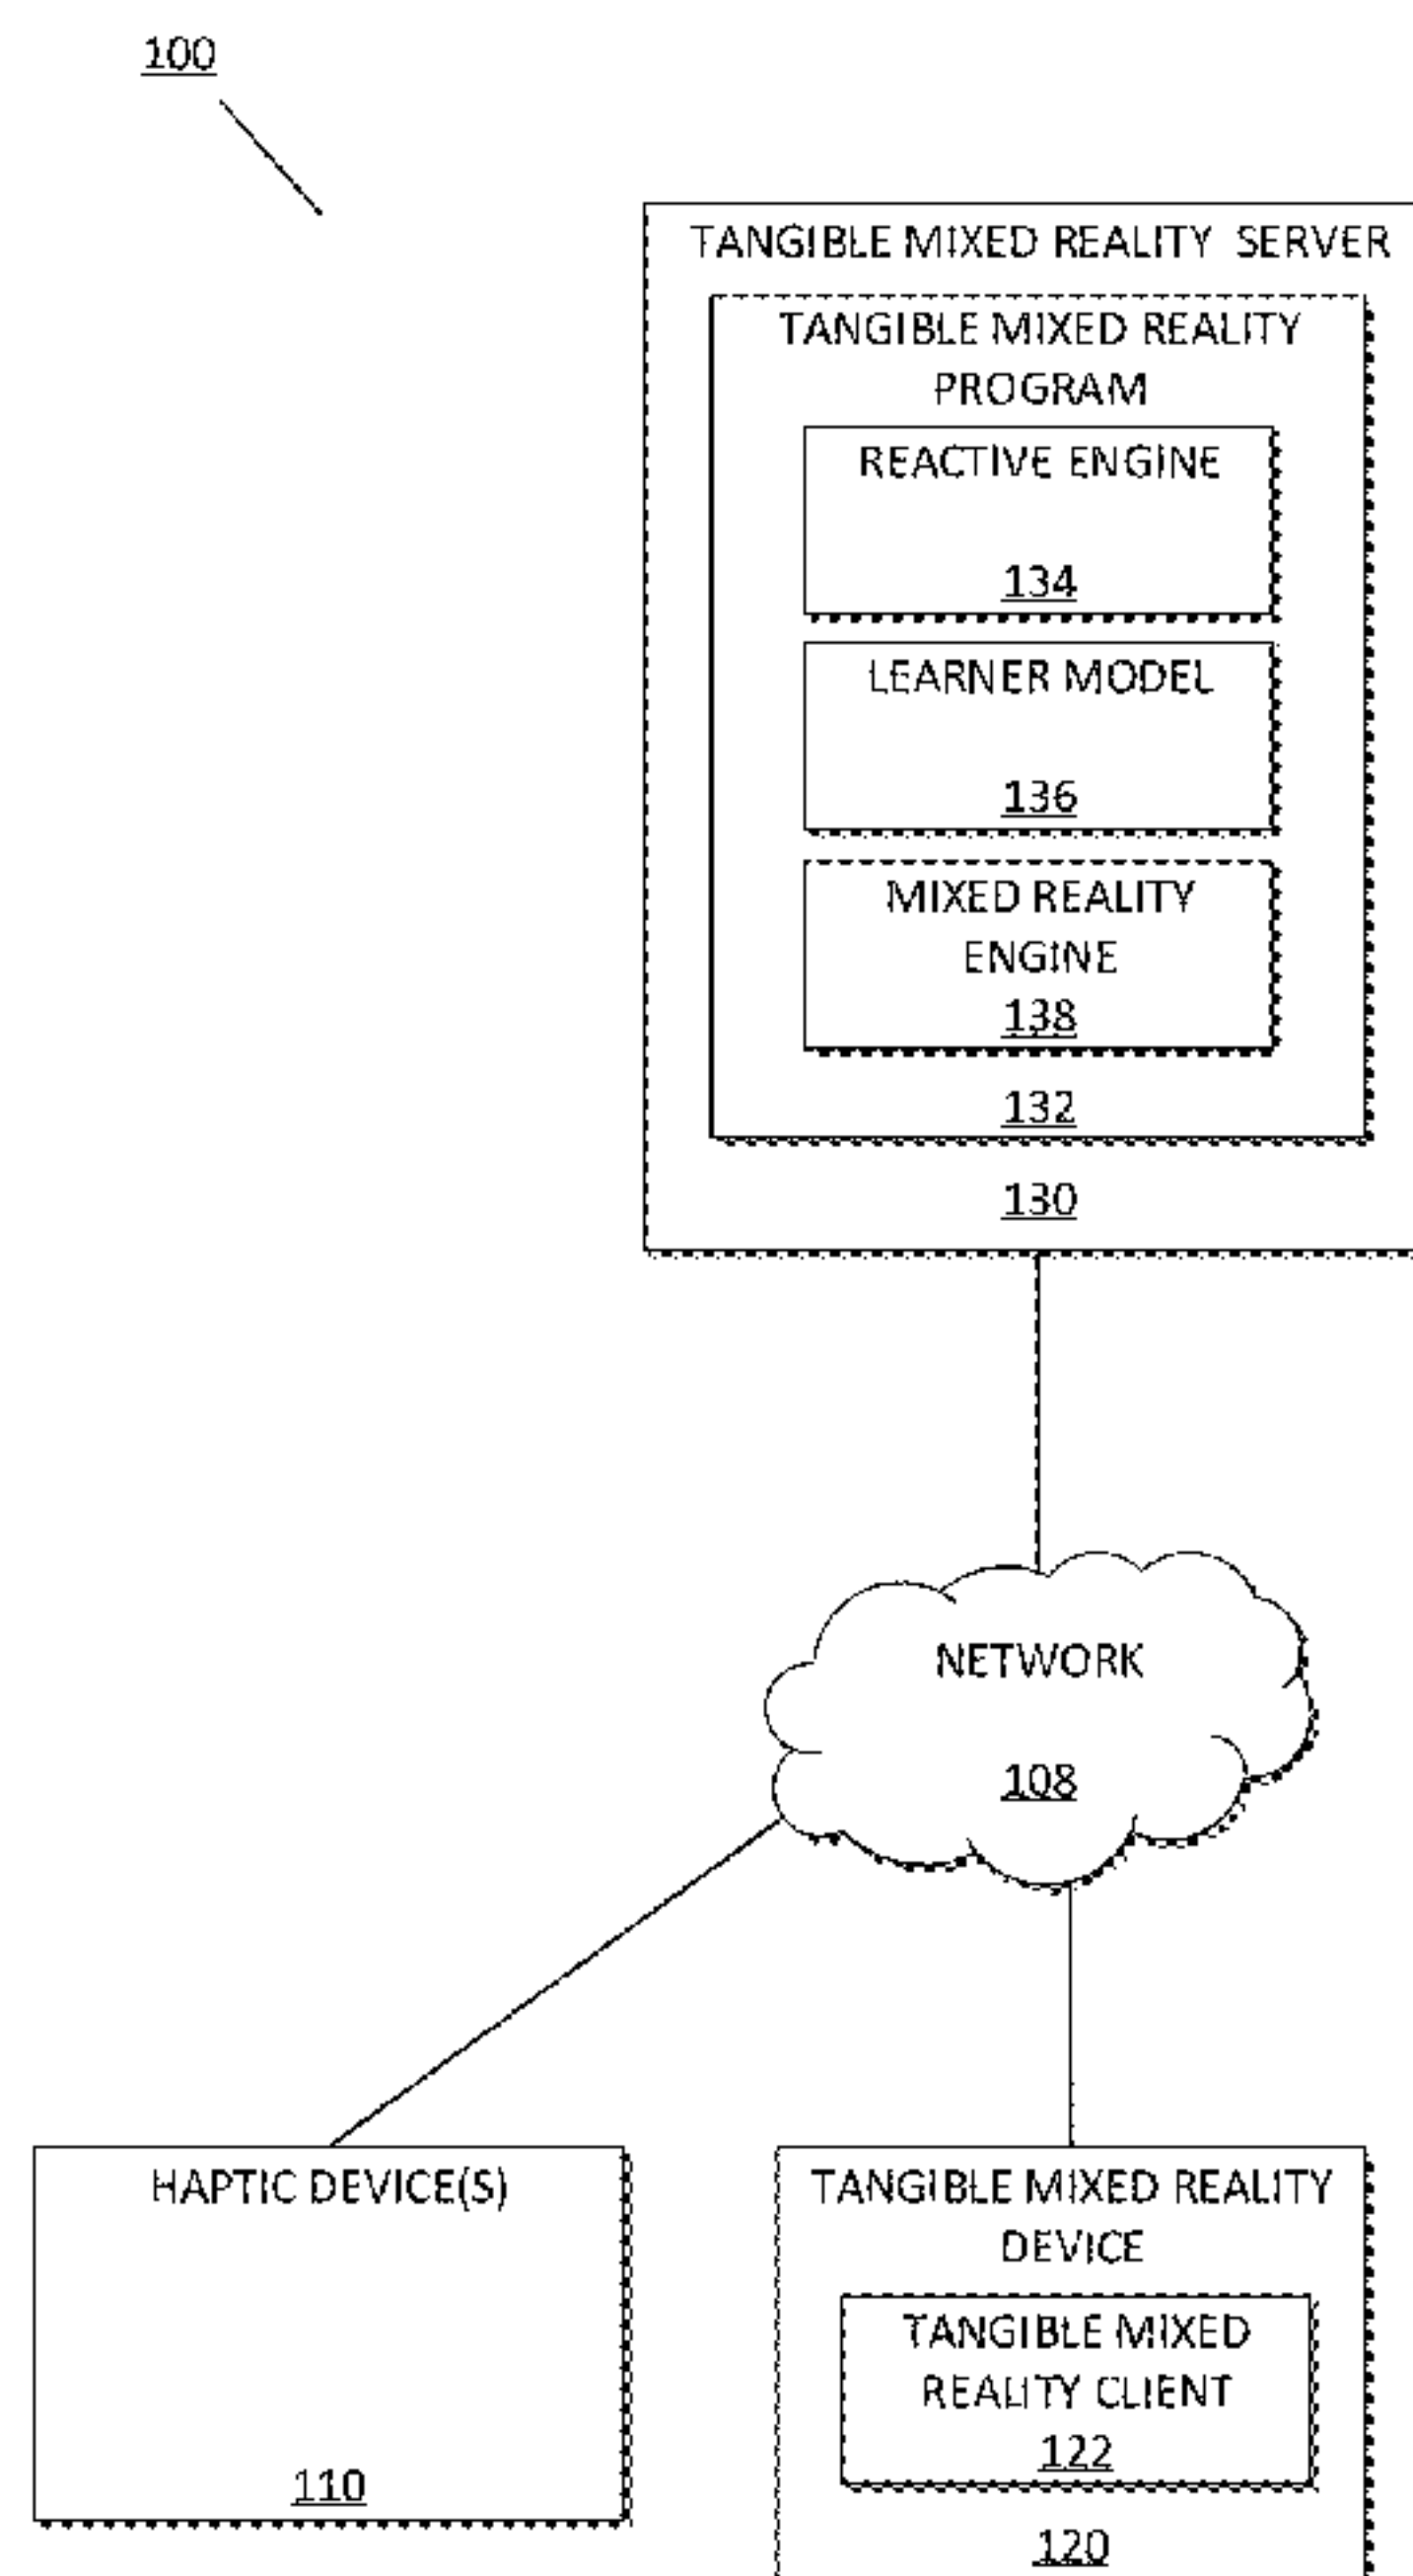 100
TANGIBLE MIXED REALITY SERVER
TANGIBLE MIXED REALITY
PROGRAM
REACTIVE ENGINE
134
LEARNER MODEL
136
MIXED REALITY
ENGINE
138
132
130
NETWORK
108
HAPTIC DEVICE(S)
110
TANGIBLE MIXED REALITY
DEVICE
TANGIBLE MIXED
REALITY CLIENT
122
120